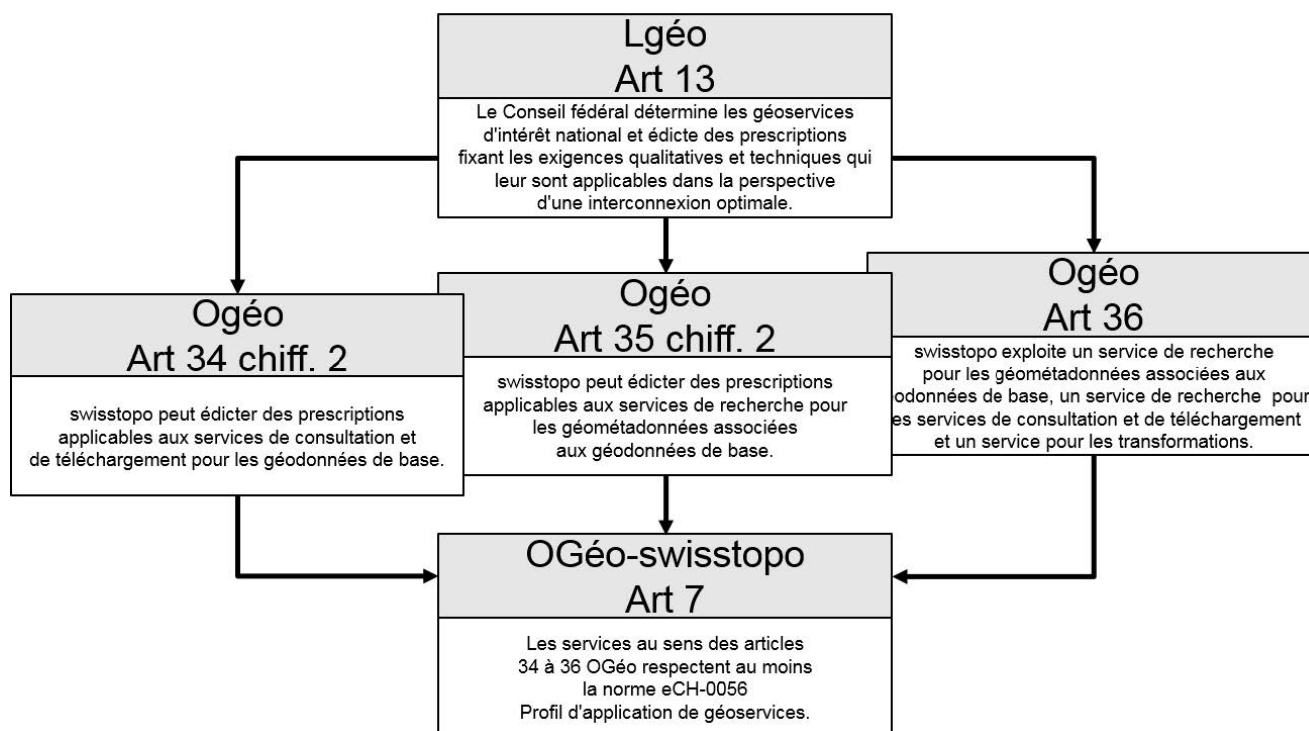 Lgéo
Art 13
Le Conseil fédéral détermine les géoservices
d'intérêt national et édicte des prescriptions
fixant les exigences qualitatives et techniques qui
leur sont applicables dans la perspective
d'une interconnexion optimale.
Ogéo
Art 34 chiff. 2
swisstopo peut édicter des prescriptions
applicables aux services de consultation et
de téléchargement pour les géodonnées de base.
Ogéo
Art 35 chiff. 2
swisstopo peut édicter des prescriptions
applicables aux services de recherche pour
les géométadonnées associées
aux géodonnées de base.
Ogéo
Art 36
swisstopo exploite un service de recherche
pour les géométadonnées associées aux
éodonnées de base, un service de recherche pour
es services de consultation et de téléchargement
et un service pour les transformations.
OGéo-swisstopo
Art 7
Les services au sens des articles
34 à 36 OGéo respectent au moins
la norme eCH-0056
Profil d'application de géoservices.